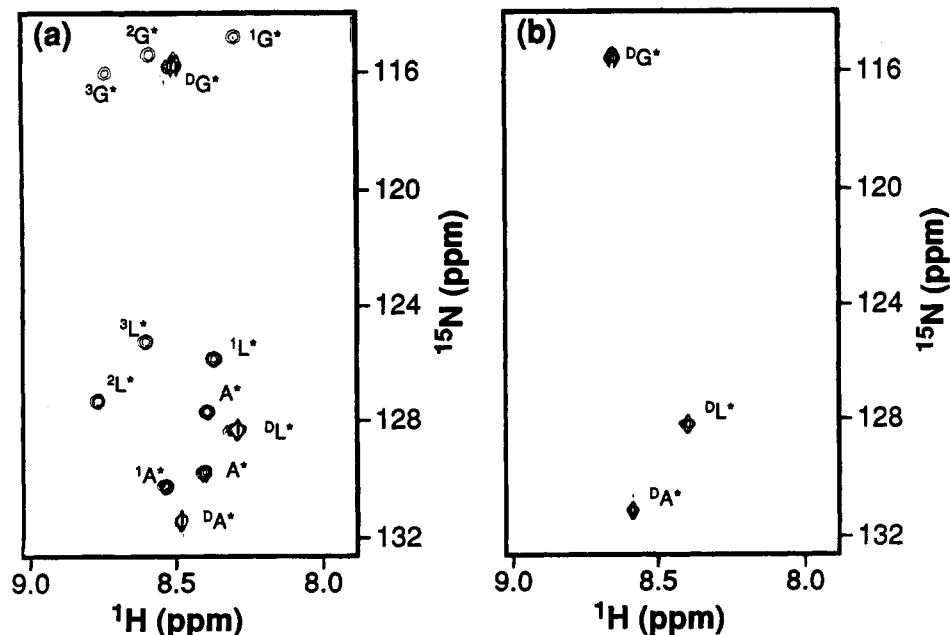 (a)
²G*
¹G*
ᴰG*
³G*
³L*
¹L*
²L*
A*
ᴰL*
¹A*
A*
ᴰA*
116
120
124
128
132
¹⁵N (ppm)
9.0
8.5
8.0
¹H (ppm)
(b)
ᴰG*
ᴰL*
ᴰA*
116
120
124
128
132
¹⁵N (ppm)
9.0
8.5
8.0
¹H (ppm)